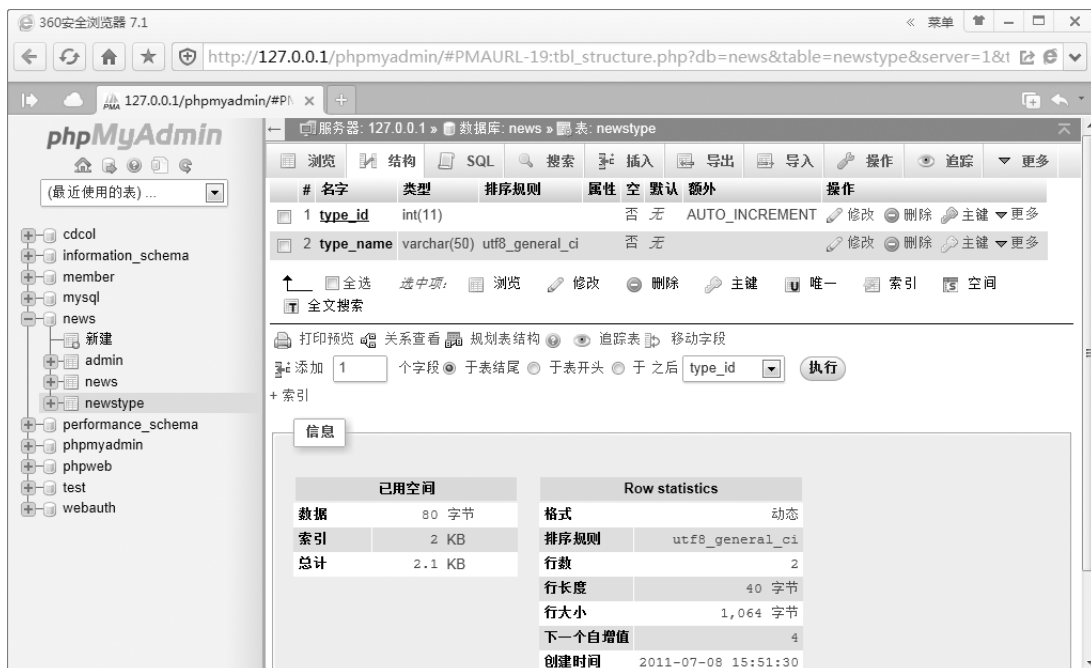 360安全浏览器 7.1 « 菜单
http://127.0.0.1/phpmyadmin/#PMAURL-19:tbl_structure.php?db=news&table=newstype&server=1&t
127.0.0.1/phpmyadmin/#PM
phpMyAdmin
(最近使用的表) ...
cdcol
information_schema
member
mysql
news
新建
admin
news
newstype
performance_schema
phpmyadmin
phpweb
test
webauth
服务器: 127.0.0.1 » 数据库: news » 表: newstype
浏览 结构 SQL 搜索 插入 导出 导入 操作 追踪 更多
# 名字 类型 排序规则 属性 空 默认 额外 操作
1 type_id int(11) 否 无 AUTO_INCREMENT 修改 删除 主键 更多
2 type_name varchar(50) utf8_general_ci 否 无 修改 删除 主键 更多
全选 选中项: 浏览 修改 删除 主键 U 唯一 索引 S 空间
T 全文搜索
打印预览 关系查看 规划表结构 追踪表 移动字段
添加 1 个字段 于表结尾 于表开头 于 之后 type_id 执行
+ 索引
信息
已用空间
数据 80 字节
索引 2 KB
总计 2.1 KB
Row statistics
格式 动态
排序规则 utf8_general_ci
行数 2
行长度 40 字节
行大小 1,064 字节
下一个自增值 4
创建时间 2011-07-08 15:51:30